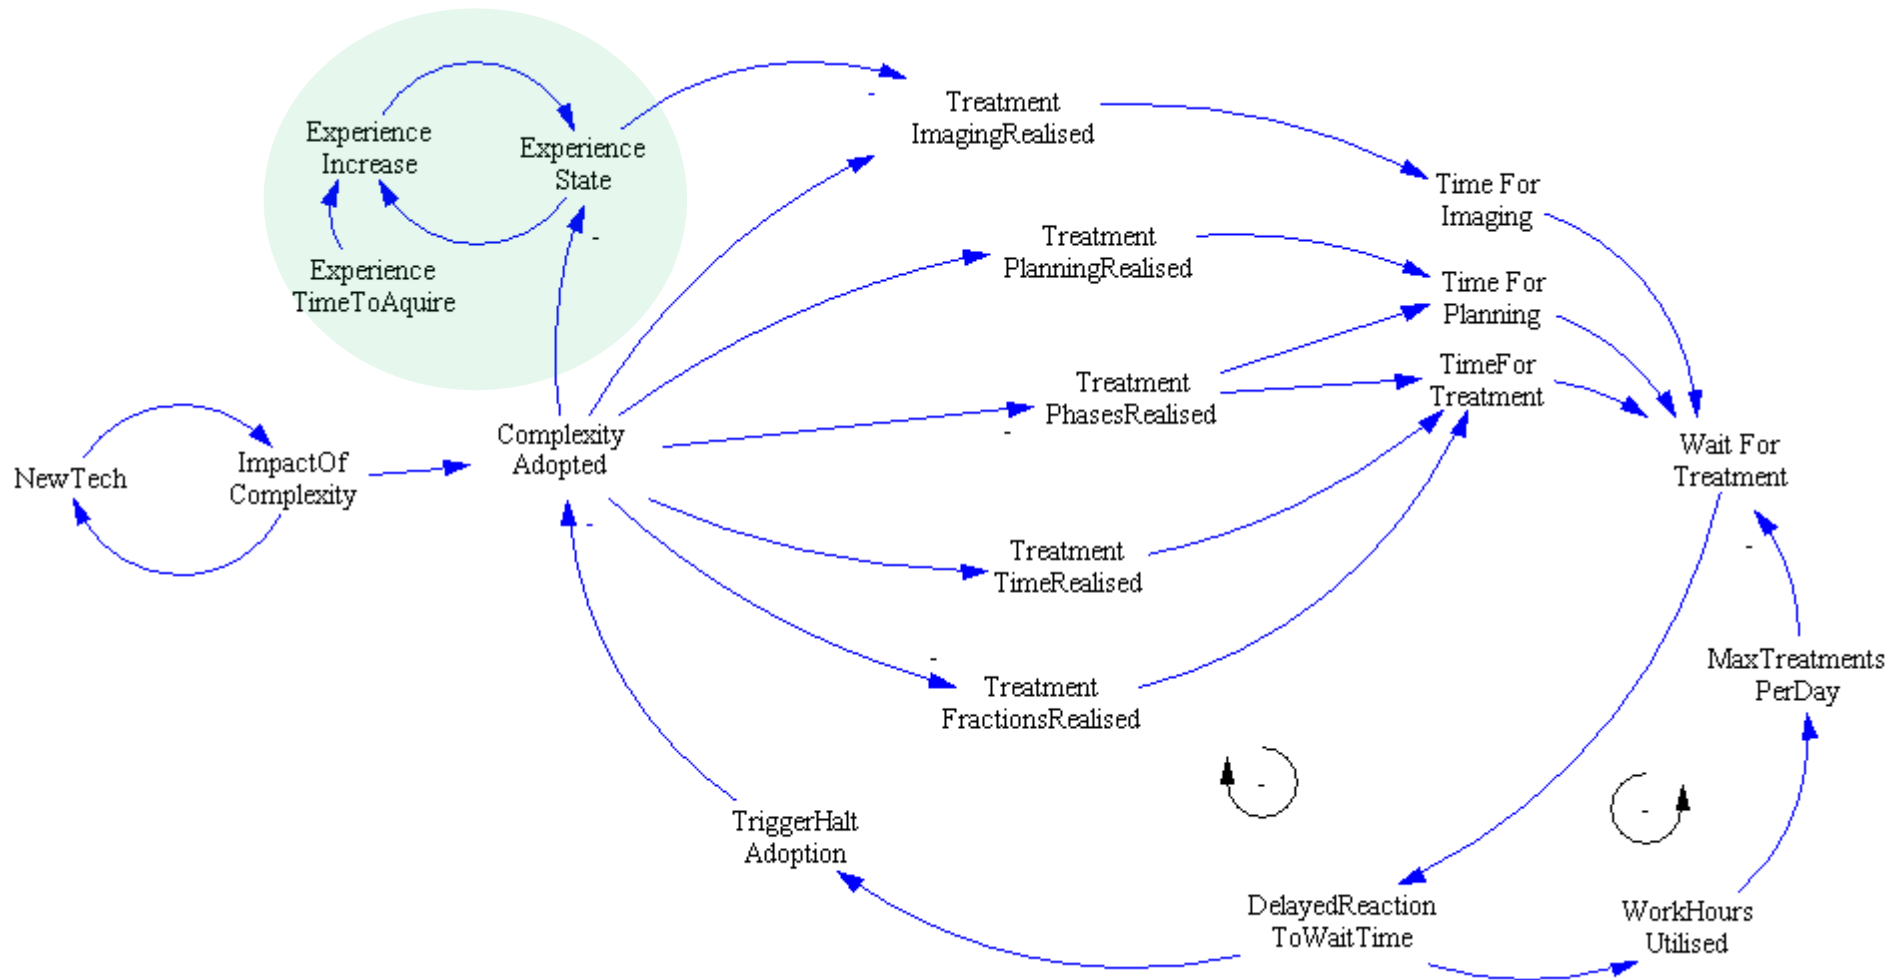 Experience
Increase
Experience
State
Experience
TimeToAquire
-
-
Treatment
ImagingRealised
Time For
Imaging
Treatment
PlanningRealised
Time For
Planning
Treatment
PhasesRealised
-
TimeFor
Treatment
NewTech
ImpactOf
Complexity
Complexity
Adopted
-
Wait For
Treatment
-
Treatment
TimeRealised
-
Treatment
FractionsRealised
MaxTreatments
PerDay
TriggerHalt
Adoption
-
-
DelayedReaction
ToWaitTime
WorkHours
Utilised